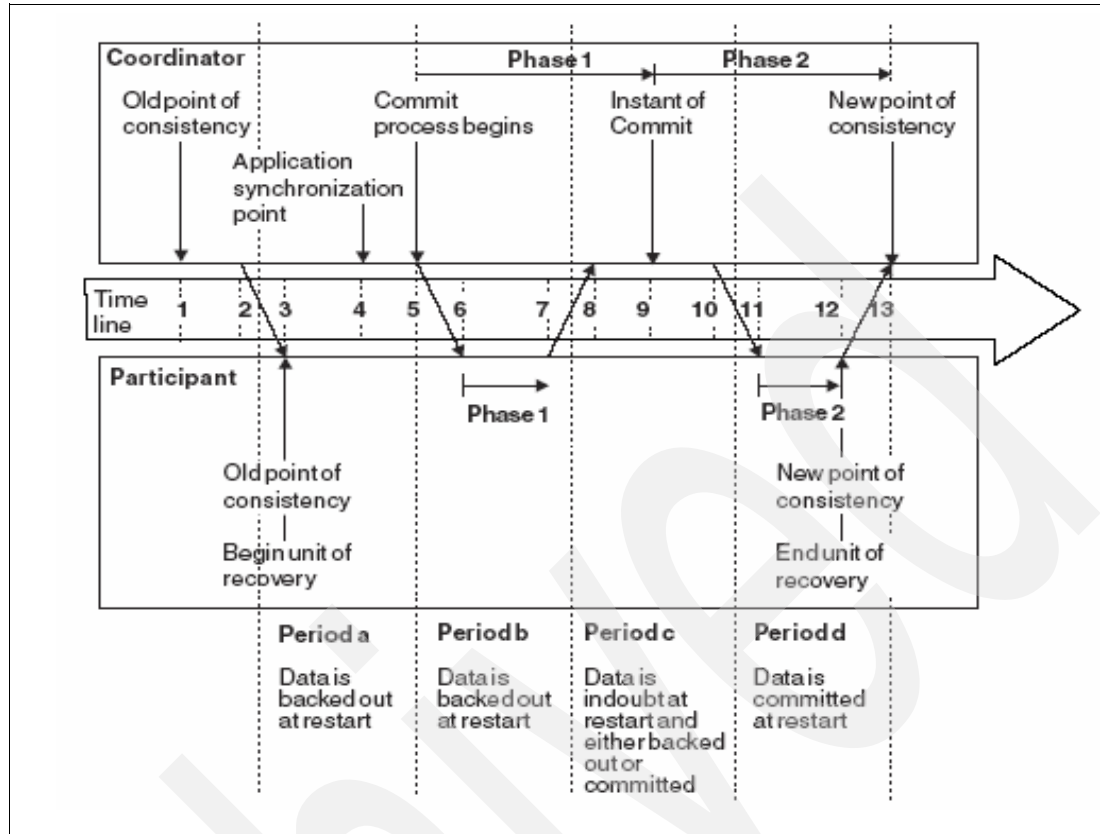 Coordinator
Phase 1
Phase 2
Old point of
consistency
Commit
process begins
Instant of
Commit
New point of
consistency
Application
synchronization
point
Time
line
1 2 3 4 5 6 7 8 9 10 11 12 13
Participant
Phase 1
Phase 2
Old point of
consistency
New point of
consistency
Begin unit of
recovery
End unit of
recovery
Period a
Data is
backed out
at restart
Period b
Data is
backed out
at restart
Period c
Data is
indoubt at
restart and
either backed
out or
committed
Period d
Data is
committed
at restart